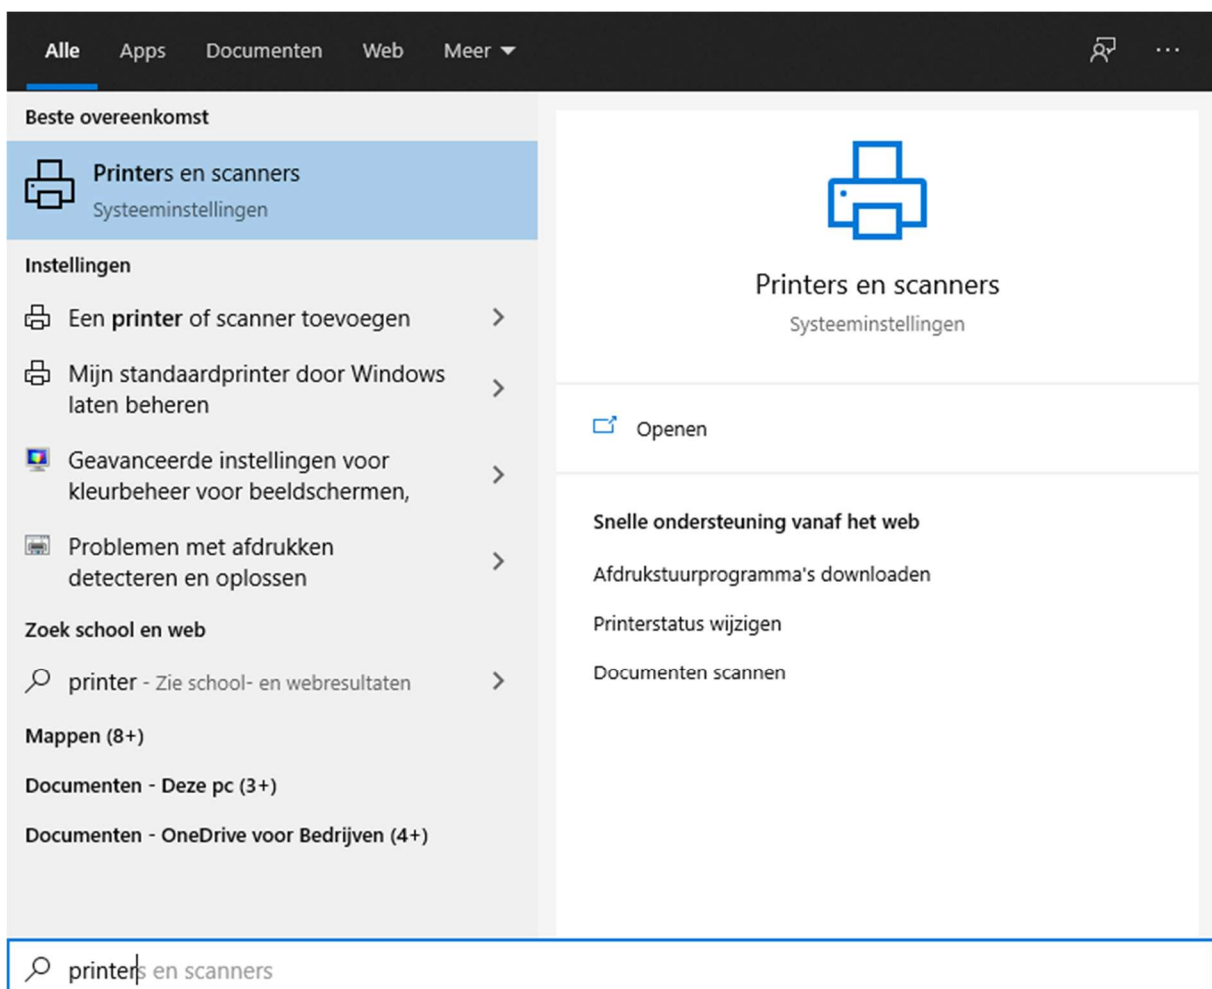 Alle Apps Documenten Web Meer
Beste overeenkomst
Printers en scanners
Systeeminstellingen
Instellingen
Een printer of scanner toevoegen
Mijn standaardprinter door Windows
laten beheren
Geavanceerde instellingen voor
kleurbeheer voor beeldschermen,
Problemen met afdrukken
detecteren en oplossen
Zoek school en web
printer - Zie school- en webresultaten
Mappen (8+)
Documenten - Deze pc (3+)
Documenten - OneDrive voor Bedrijven (4+)
Printers en scanners
Systeeminstellingen
Openen
Snelle ondersteuning vanaf het web
Afdrukstuurprogramma's downloaden
Printerstatus wijzigen
Documenten scannen
printers en scanners